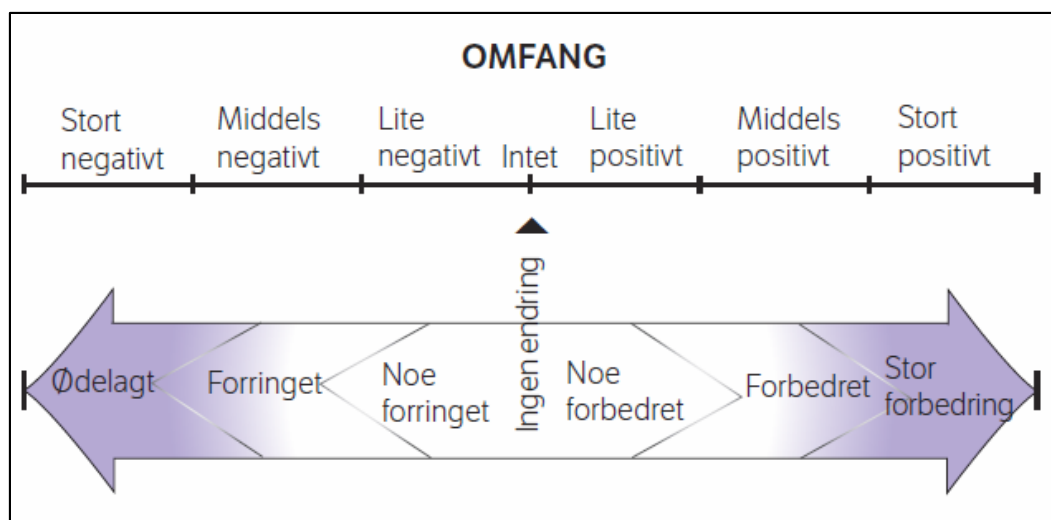 OMFANG
Stort
negativt
Middels
negativt
Lite
negativt
Intet
Lite
positivt
Middels
positivt
Stort
positivt
Ingen endring
Ødelagt
Forringet
Noe
forringet
Noe
forbedret
Forbedret
Stor
forbedring